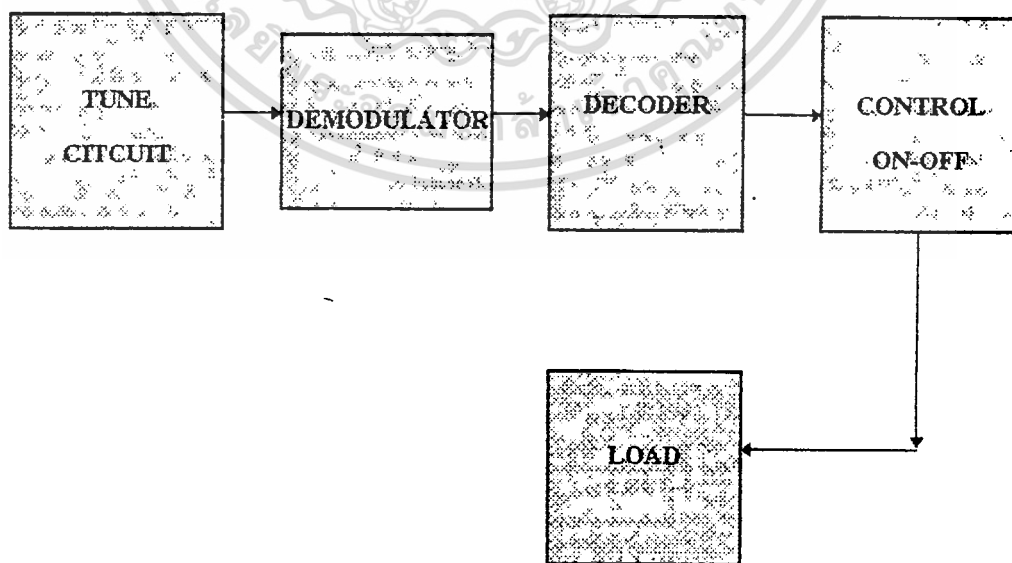 TUNE
CITCUIT
DEMODULATOR
DECODER
CONTROL
ON-OFF
LOAD